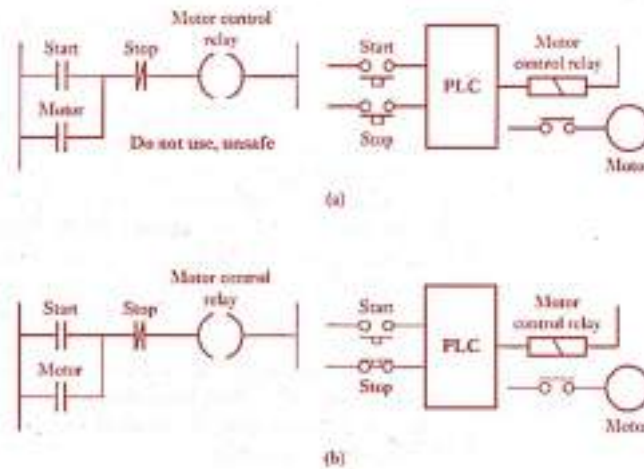 Motor control
relay
Start
Stop
Motor
Do not use, unsafe
Start
Stop
PLC
Motor
control relay
Motor
(a)
Motor control
relay
Start
Stop
Motor
Start
Stop
PLC
Motor
control relay
Motor
(b)